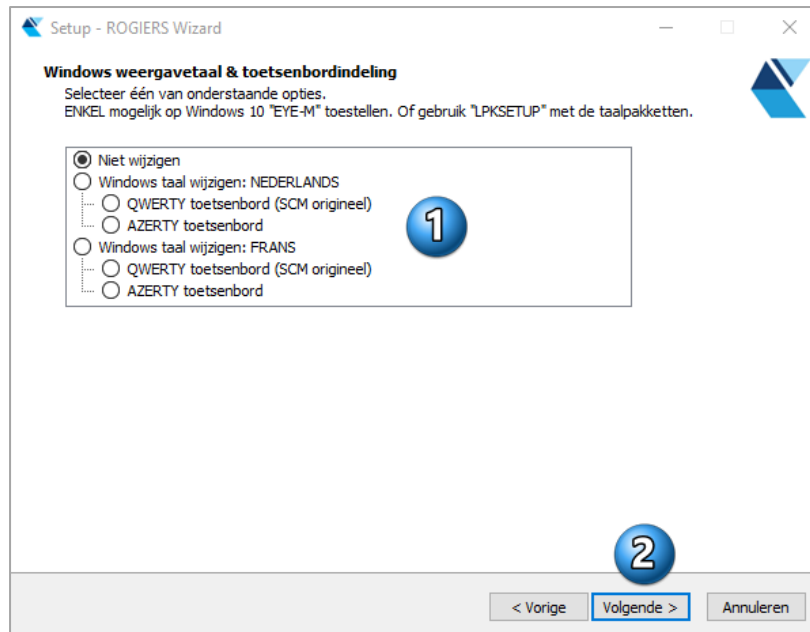 Setup - ROGIERS Wizard
Windows weergavetaal & toetsenbordindeling
Selecteer één van onderstaande opties.
ENKEL mogelijk op Windows 10 "EYE-M" toestellen. Of gebruik "LPKSETUP" met de taalpakketten.
Niet wijzigen
Windows taal wijzigen: NEDERLANDS
QWERTY toetsenbord (SCM origineel)
AZERTY toetsenbord
Windows taal wijzigen: FRANS
QWERTY toetsenbord (SCM origineel)
AZERTY toetsenbord
1
2
< Vorige
Volgende >
Annuleren